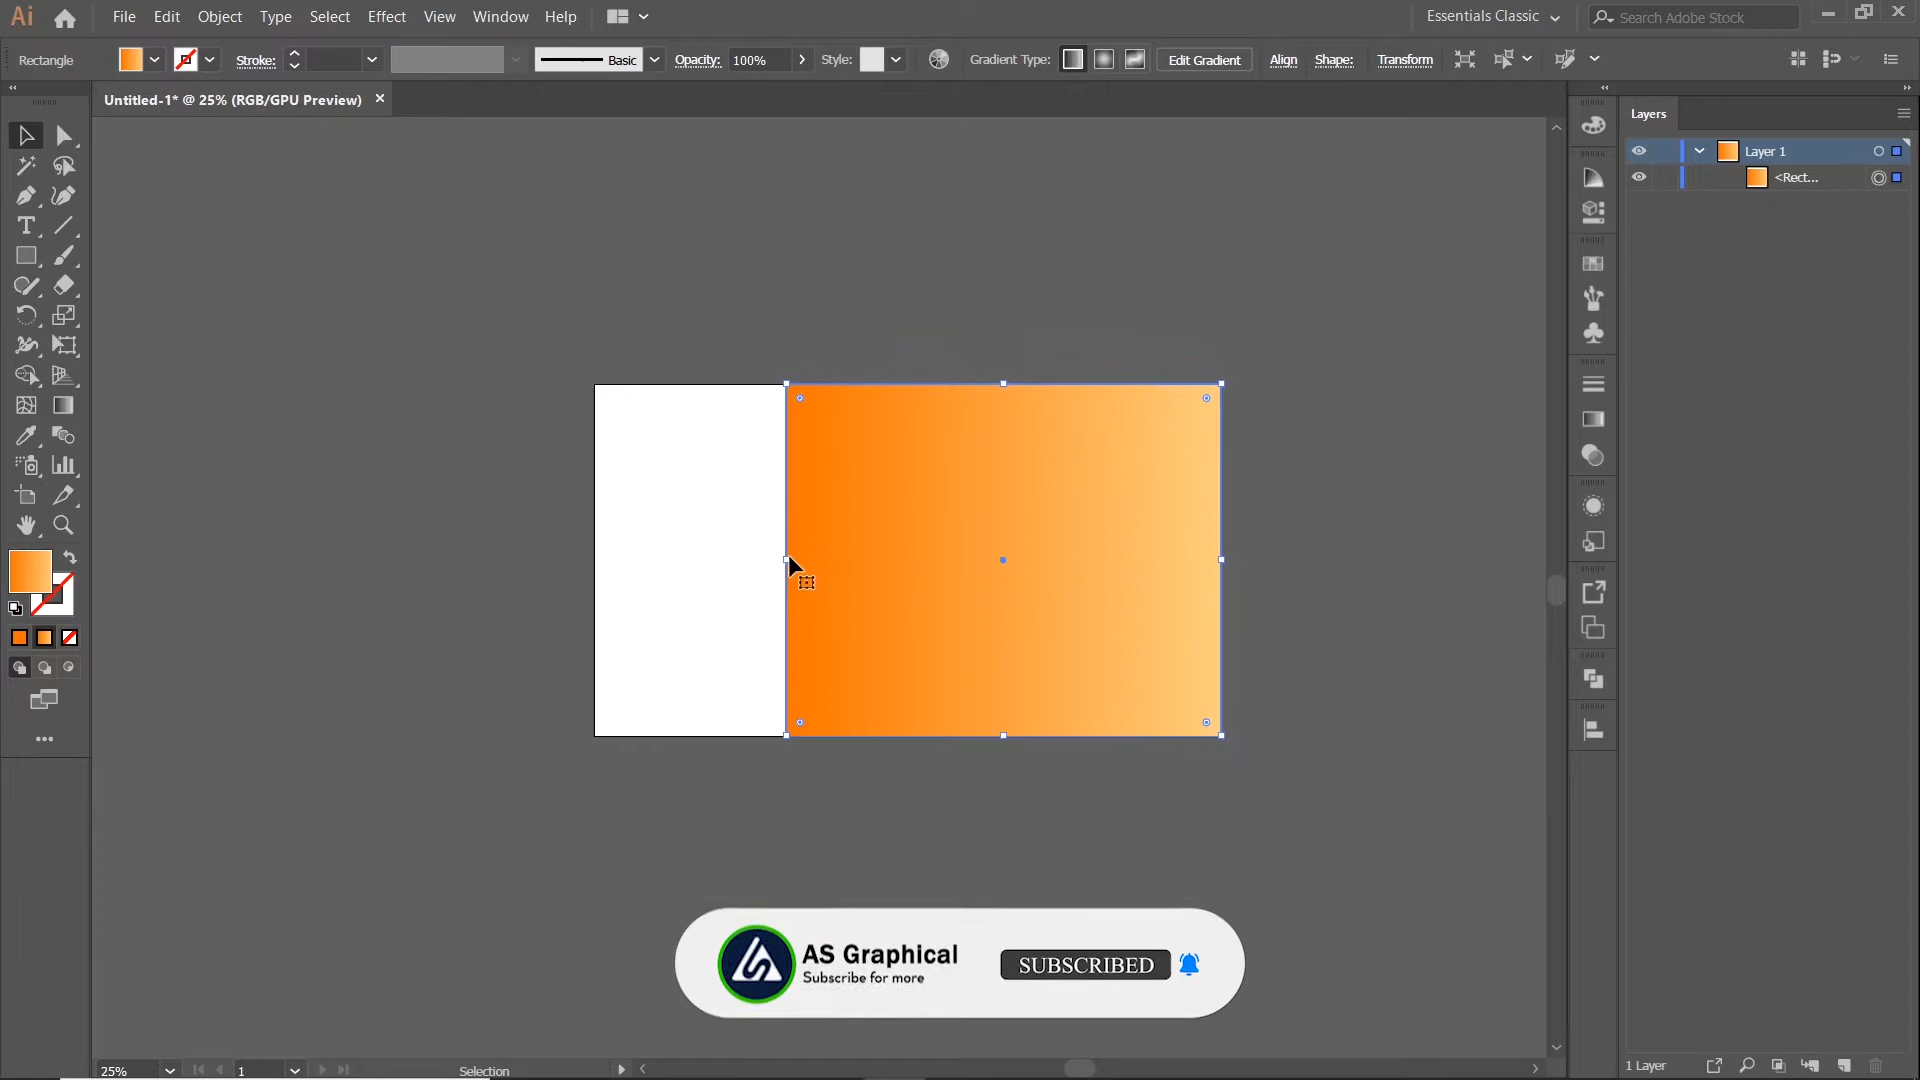 Ai File Edit Object Type Select Effect View Window Help Essentials Classic Search Adobe Stock
Rectangle Stroke: Basic Opacity: 100% Style: Gradient Type: Edit Gradient Align Shape: Transform
Untitled-1* @ 25% (RGB/GPU Preview)
Layers
Layer 1
<Rect...
AS Graphical
Subscribe for more
SUBSCRIBED
25% 1 Selection 1 Layer